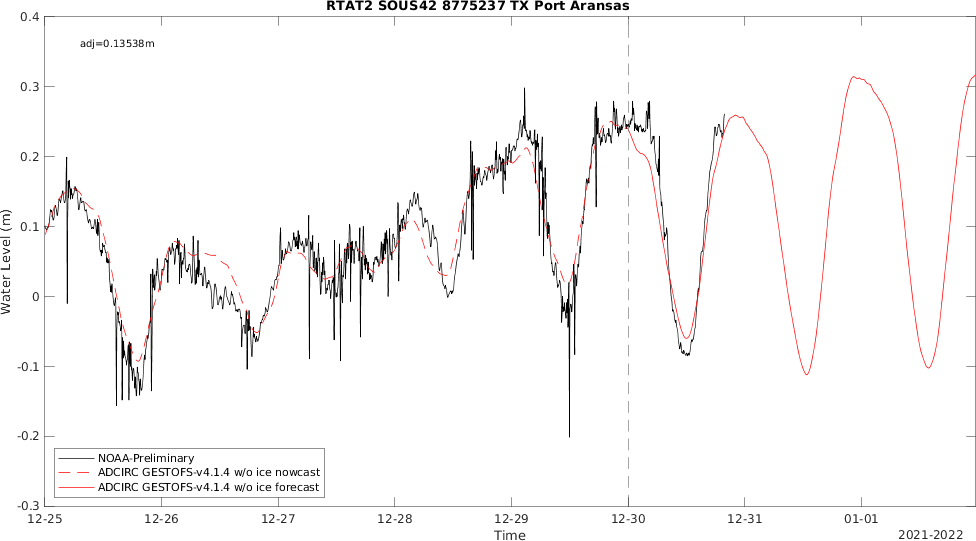 RTAT2 SOUS42 8775237 TX Port Aransas
0.4
adj=0.13538m
0.3
0.2
0.1
0
-0.1
-0.2
-0.3
Water Level (m)
NOAA-Preliminary
ADCIRC GESTOFS-v4.1.4 w/o ice nowcast
ADCIRC GESTOFS-v4.1.4 w/o ice forecast
12-25 12-26 12-27 12-28 12-29 12-30 12-31 01-01
Time
2021-2022